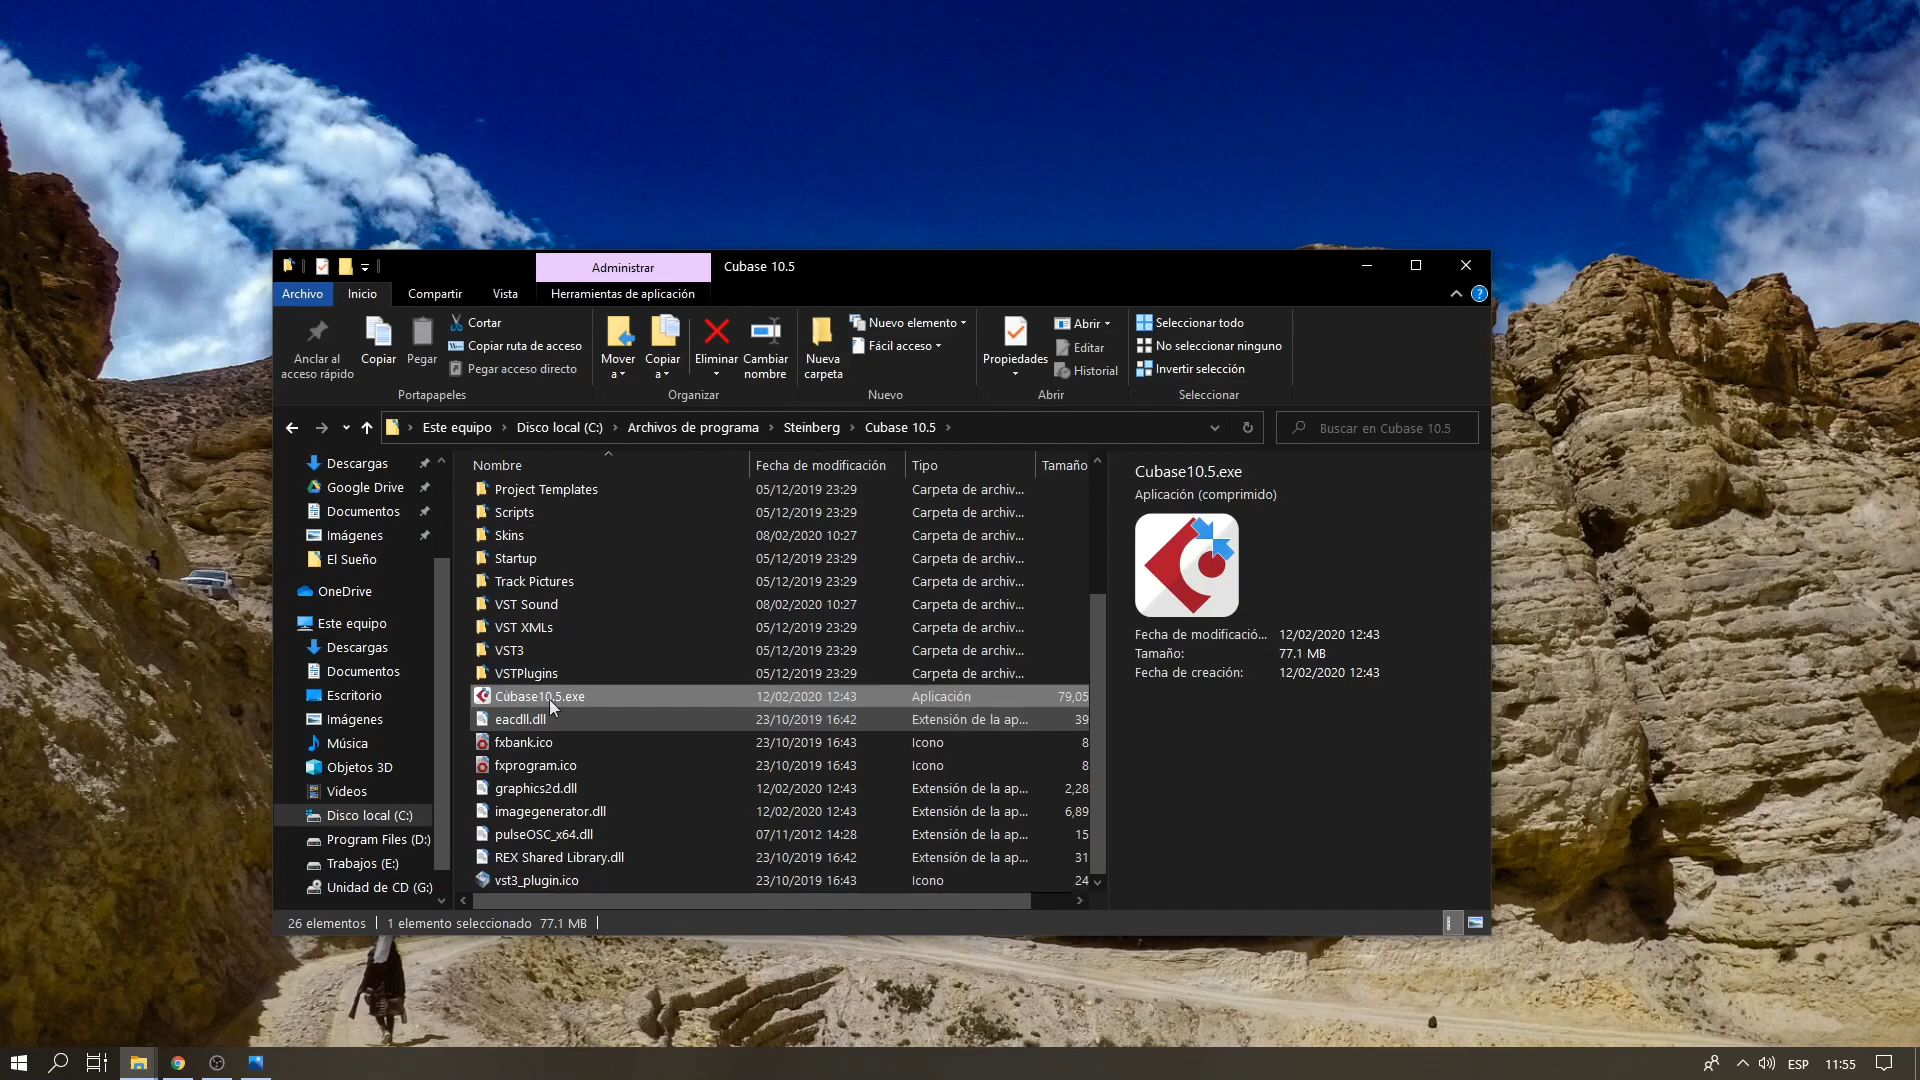 Administrar
Cubase 10.5
Archivo
Inicio
Compartir
Vista
Herramientas de aplicación
Anclar al
acceso rápido
Copiar
Pegar
Cortar
Copiar ruta de acceso
Pegar acceso directo
Portapapeles
Mover
a
Copiar
a
Eliminar
Cambiar
nombre
Organizar
Nueva
carpeta
Nuevo elemento
Fácil acceso
Nuevo
Propiedades
Abrir
Editar
Historial
Abrir
Seleccionar todo
No seleccionar ninguno
Invertir selección
Seleccionar
Este equipo > Disco local (C:) > Archivos de programa > Steinberg > Cubase 10.5 >
Buscar en Cubase 10.5
Descargas
Google Drive
Documentos
Imágenes
El Sueño
OneDrive
Este equipo
Descargas
Documentos
Escritorio
Imágenes
Música
Objetos 3D
Videos
Disco local (C:)
Program Files (D:)
Trabajos (E:)
Unidad de CD (G:)
Nombre Fecha de modificación Tipo Tamaño
Project Templates 05/12/2019 23:29 Carpeta de archiv...
Scripts 05/12/2019 23:29 Carpeta de archiv...
Skins 08/02/2020 10:27 Carpeta de archiv...
Startup 05/12/2019 23:29 Carpeta de archiv...
Track Pictures 05/12/2019 23:29 Carpeta de archiv...
VST Sound 08/02/2020 10:27 Carpeta de archiv...
VST XMLs 05/12/2019 23:29 Carpeta de archiv...
VST3 05/12/2019 23:29 Carpeta de archiv...
VSTPlugins 05/12/2019 23:29 Carpeta de archiv...
Cubase10.5.exe 12/02/2020 12:43 Aplicación 79,05
eacdll.dll 23/10/2019 16:42 Extensión de la ap... 39
fxbank.ico 23/10/2019 16:43 Icono 8
fxprogram.ico 23/10/2019 16:43 Icono 8
graphics2d.dll 12/02/2020 12:43 Extensión de la ap... 2,28
imagegenerator.dll 12/02/2020 12:43 Extensión de la ap... 6,89
pulseOSC_x64.dll 07/11/2012 14:28 Extensión de la ap... 15
REX Shared Library.dll 23/10/2019 16:42 Extensión de la ap... 31
vst3_plugin.ico 23/10/2019 16:43 Icono 24
Cubase10.5.exe
Aplicación (comprimido)
Fecha de modificació... 12/02/2020 12:43
Tamaño: 77.1 MB
Fecha de creación: 12/02/2020 12:43
26 elementos
1 elemento seleccionado 77.1 MB
ESP
11:55